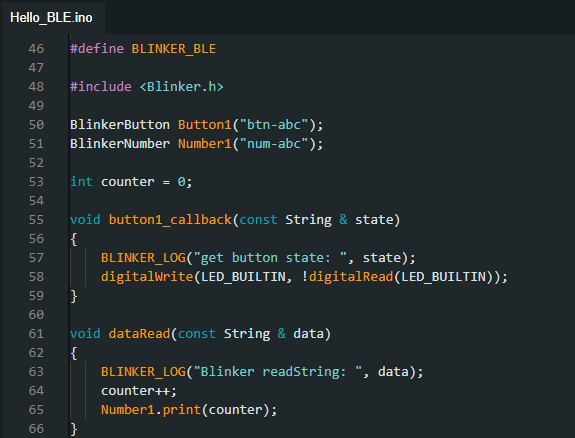 Hello_BLE.ino
46 #define BLINKER_BLE
47
48 #include <Blinker.h>
49
50 BlinkerButton Button1("btn-abc");
51 BlinkerNumber Number1("num-abc");
52
53 int counter = 0;
54
55 void button1_callback(const String & state)
56 {
57     BLINKER_LOG("get button state: ", state);
58     digitalWrite(LED_BUILTIN, !digitalRead(LED_BUILTIN));
59 }
60
61 void dataRead(const String & data)
62 {
63     BLINKER_LOG("Blinker readString: ", data);
64     counter++;
65     Number1.print(counter);
66 }